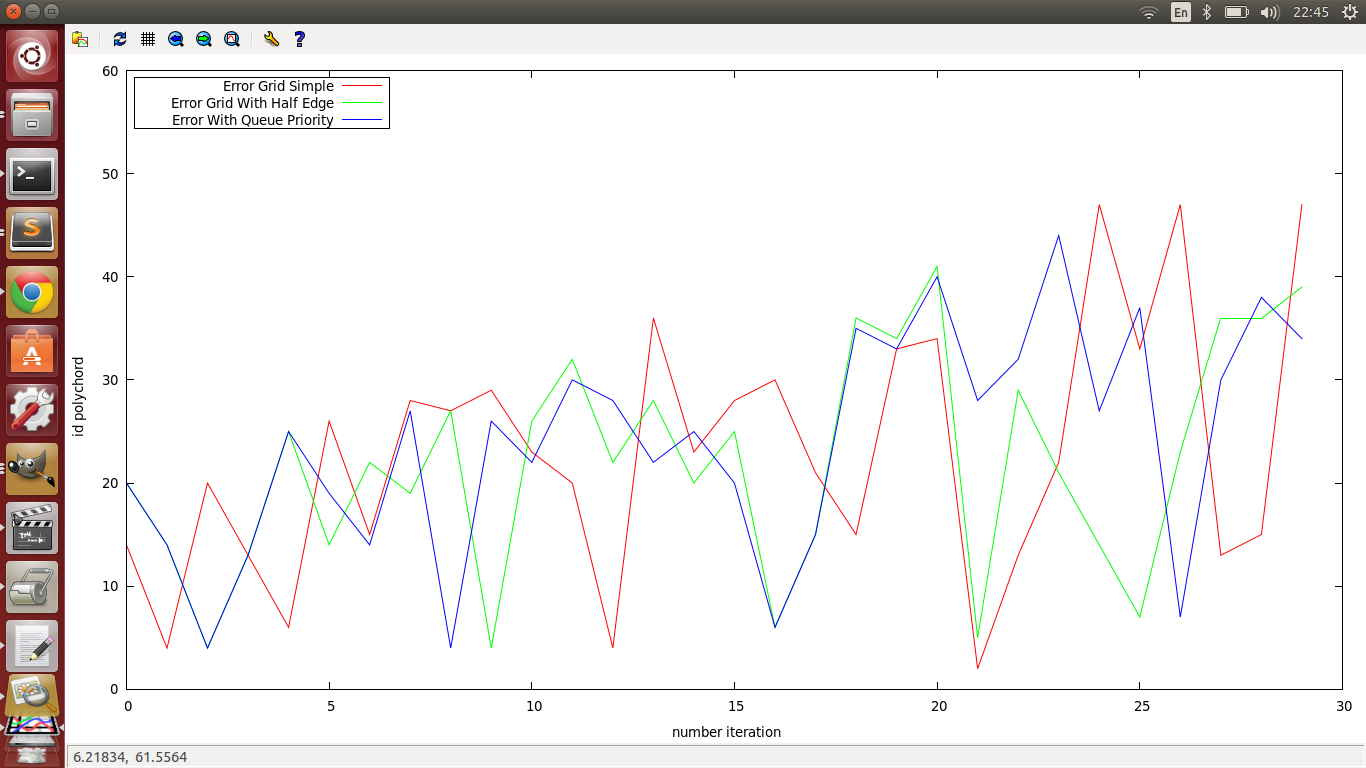 En 22:45
60
Error Grid Simple
Error Grid With Half Edge
Error With Queue Priority
50
40
30
20
10
0
id polychord
0 5 10 15 20 25 30
number iteration
6.21834, 61.5564